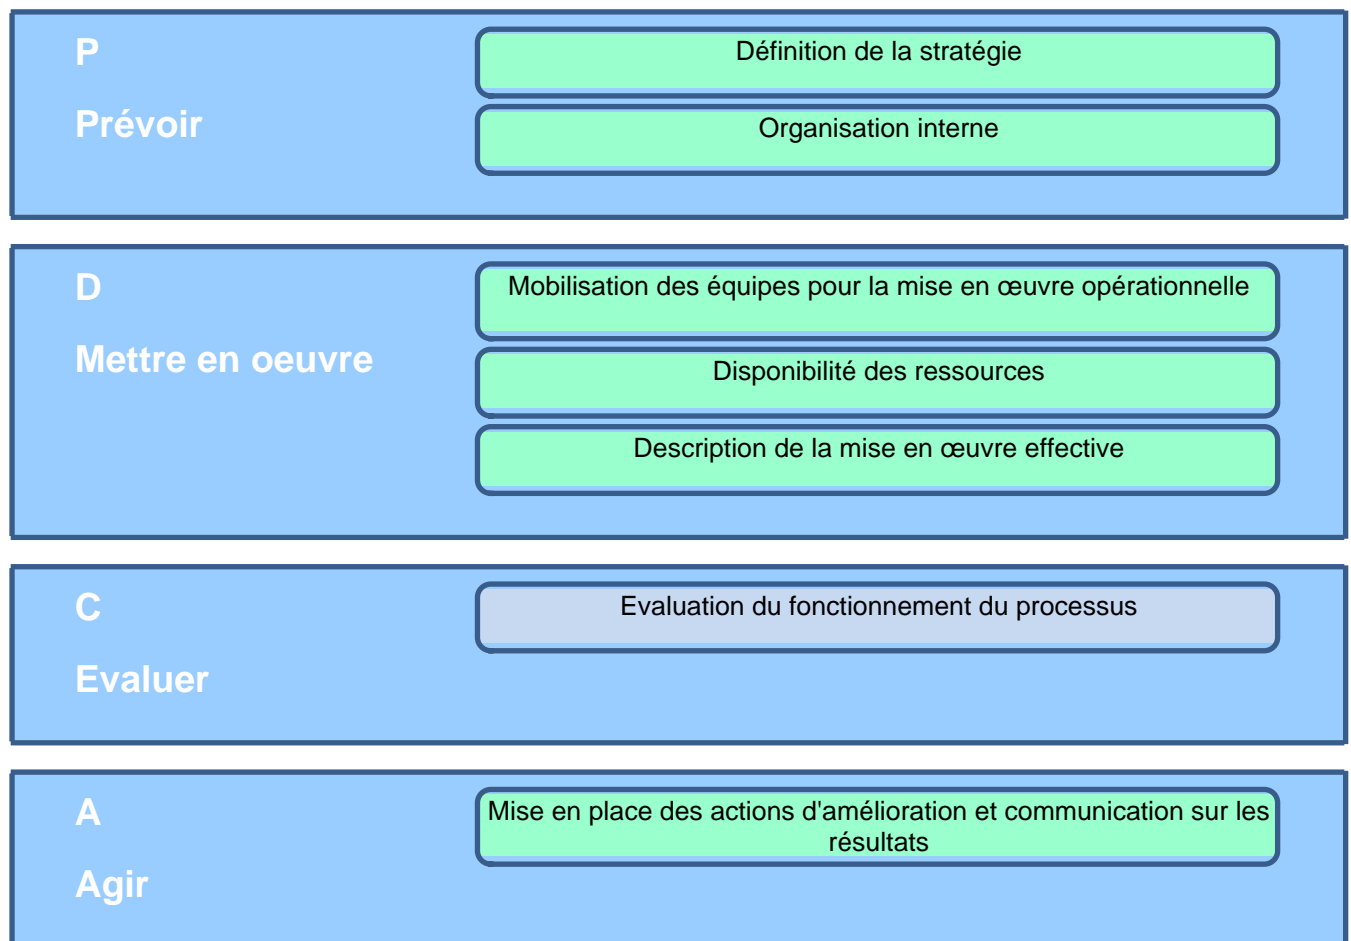 P
Définition de la stratégie
Prévoir
Organisation interne
D
Mobilisation des équipes pour la mise en œuvre opérationnelle
Mettre en oeuvre
Disponibilité des ressources
Description de la mise en œuvre effective
C
Evaluation du fonctionnement du processus
Evaluer
A
Mise en place des actions d'amélioration et communication sur les
résultats
Agir